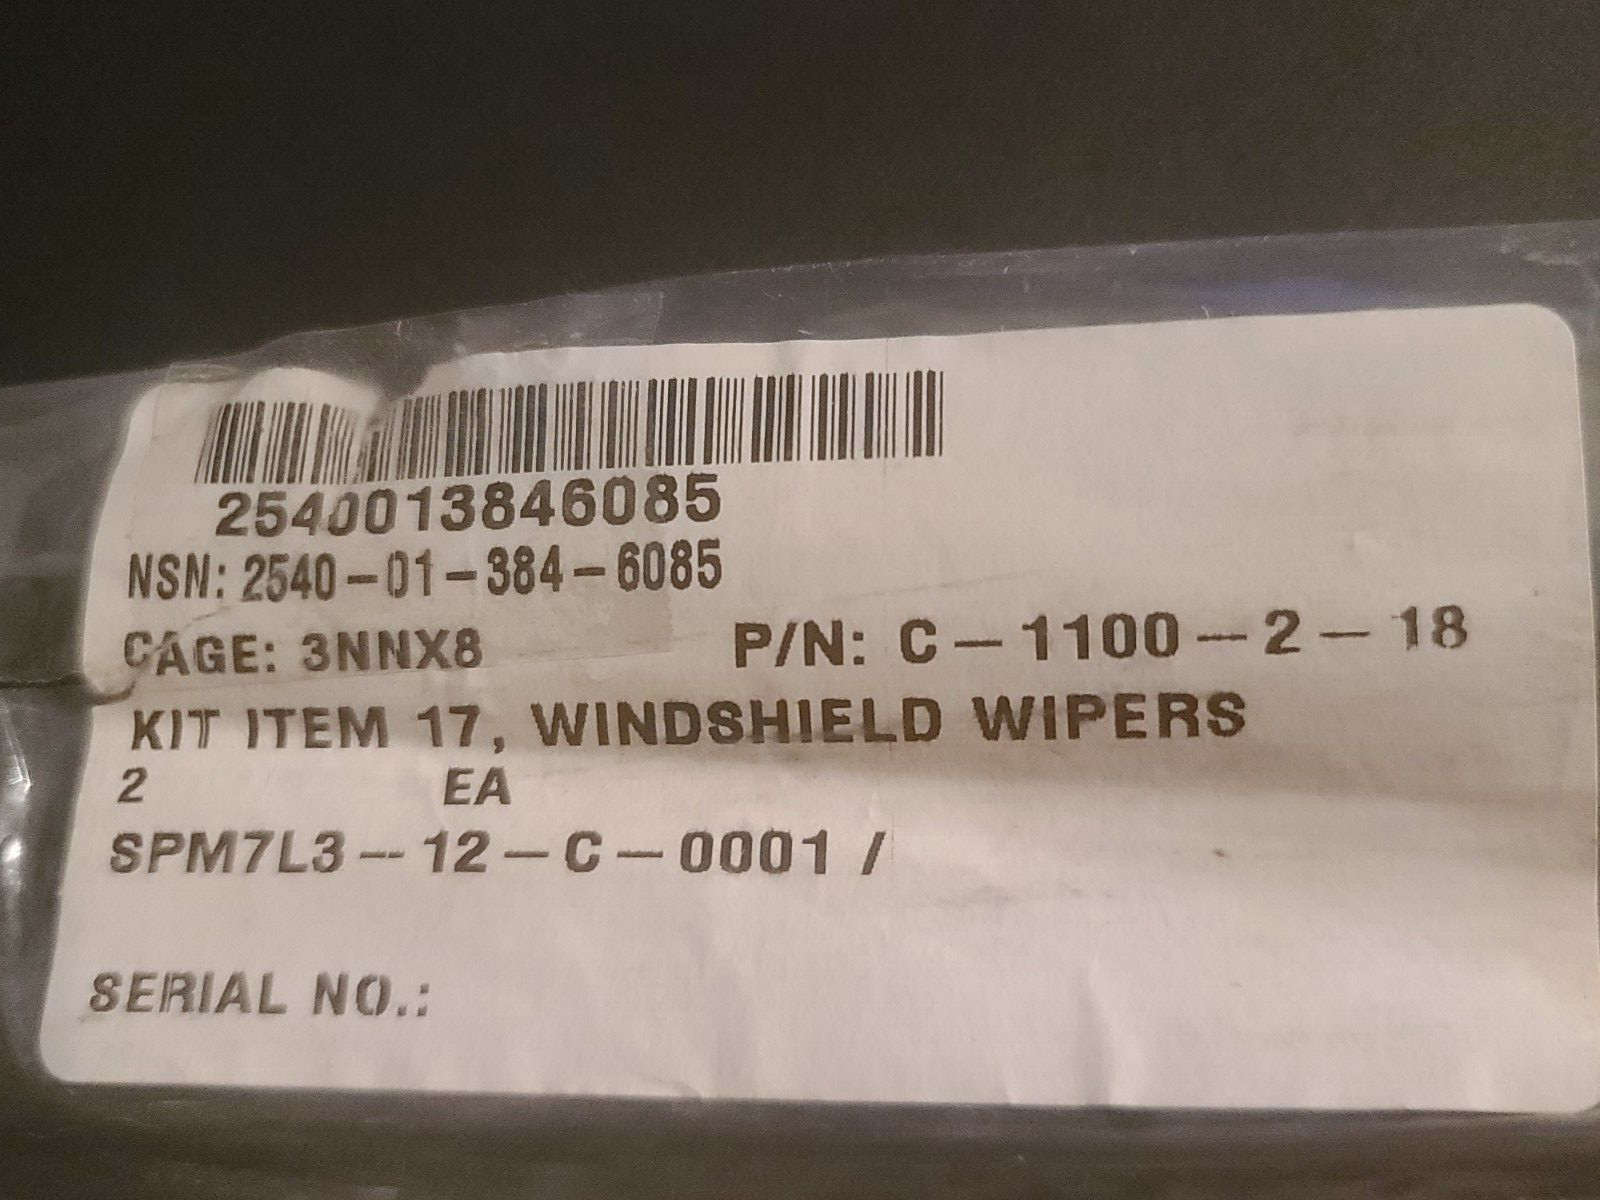 2540013846085
NSN: 2540-01-384-6085
CAGE: 3NNX8 P/N: C-1100-2-18
KIT ITEM 17, WINDSHIELD WIPERS
2 EA
SPM7L3-12-C-0001 /
SERIAL NO.: